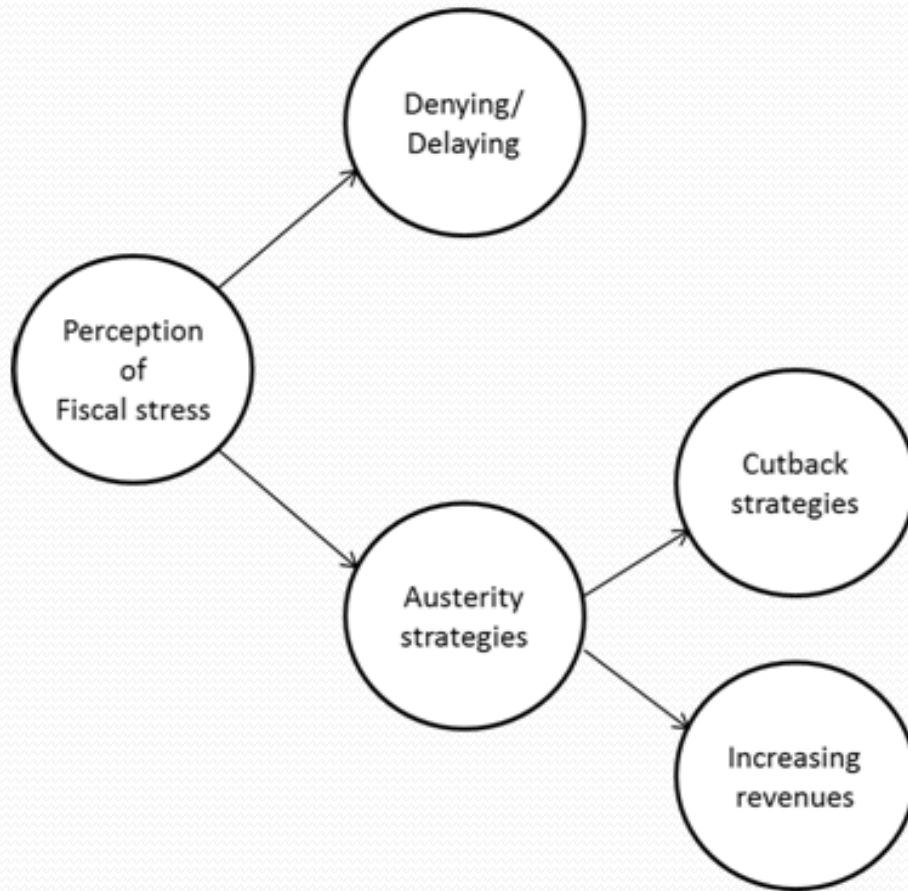 Denying/
Delaying
Perception
of
Fiscal stress
Cutback
strategies
Austerity
strategies
Increasing
revenues